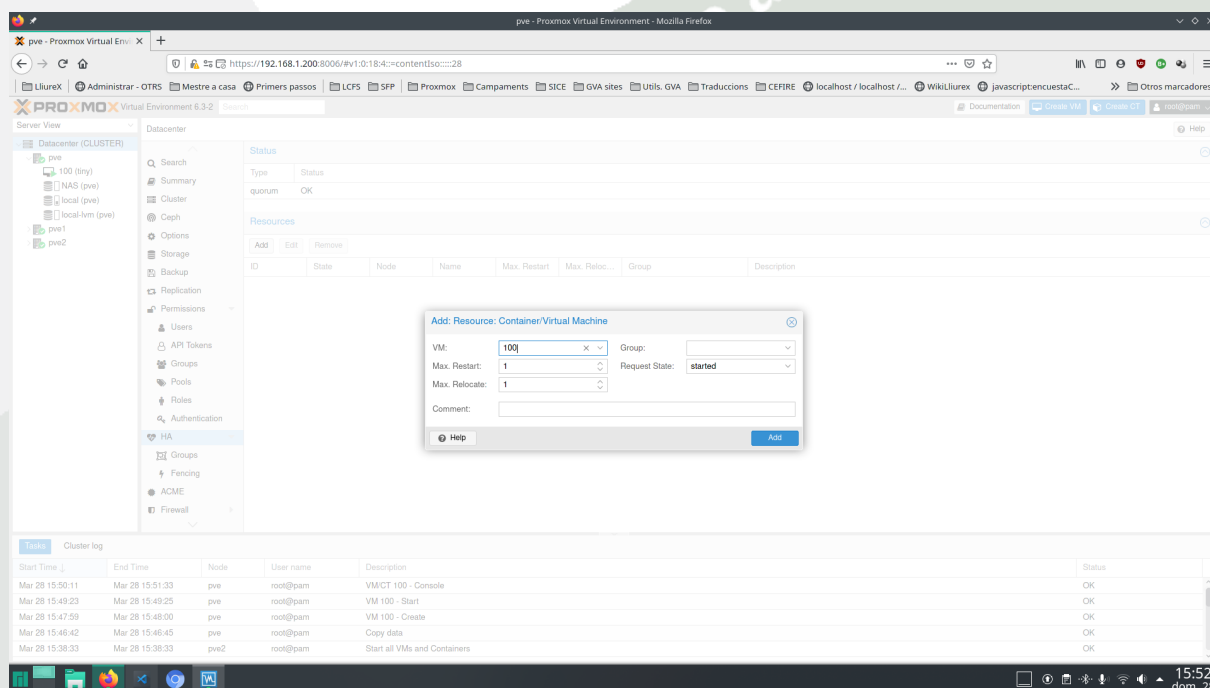 pve - Proxmox Virtual Environment - Mozilla Firefox
pve - Proxmox Virtual Envi
https://192.168.1.200:8006/#v1:0:18:4::=contentIso:::::28
LliureX Administrar - OTRS Mestre a casa Primers passos LCFS SFP Proxmox Campaments SICE GVA sites Utils. GVA Traduccions CEFIRE localhost / localhost /... WikiLliurex javascript:encuestaC... Otros marcadores
PROXMOX Virtual Environment 6.3-2 Search Documentation Create VM Create CT root@pam
Server View
Datacenter Help
Datacenter (CLUSTER)
pve
100 (tiny)
NAS (pve)
local (pve)
local-lvm (pve)
pve1
pve2
Search
Summary
Cluster
Ceph
Options
Storage
Backup
Replication
Permissions
Users
API Tokens
Groups
Pools
Roles
Authentication
HA
Groups
Fencing
ACME
Firewall
Status
Type Status
quorum OK
Resources
Add Edit Remove
ID State Node Name Max. Restart Max. Reloc... Group Description
Add: Resource: Container/Virtual Machine
VM: 100 Group:
Max. Restart: 1 Request State: started
Max. Relocate: 1
Comment:
Help Add
Tasks Cluster log
Start Time ↓ End Time Node User name Description Status
Mar 28 15:50:11 Mar 28 15:51:33 pve root@pam VM/CT 100 - Console OK
Mar 28 15:49:23 Mar 28 15:49:25 pve root@pam VM 100 - Start OK
Mar 28 15:47:59 Mar 28 15:48:00 pve root@pam VM 100 - Create OK
Mar 28 15:46:42 Mar 28 15:46:45 pve root@pam Copy data OK
Mar 28 15:38:33 Mar 28 15:38:33 pve2 root@pam Start all VMs and Containers OK
15:52